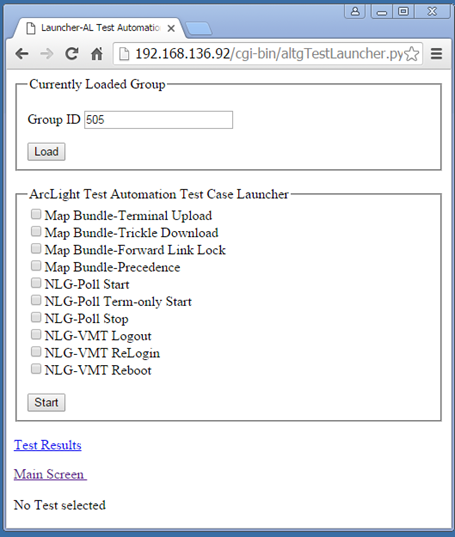 Launcher-AL Test Automatio
192.168.136.92/cgi-bin/altgTestLauncher.py
Currently Loaded Group
Group ID 505
Load
ArcLight Test Automation Test Case Launcher
Map Bundle-Terminal Upload
Map Bundle-Trickle Download
Map Bundle-Forward Link Lock
Map Bundle-Precedence
NLG-Poll Start
NLG-Poll Term-only Start
NLG-Poll Stop
NLG-VMT Logout
NLG-VMT ReLogin
NLG-VMT Reboot
Start
Test Results
Main Screen
No Test selected